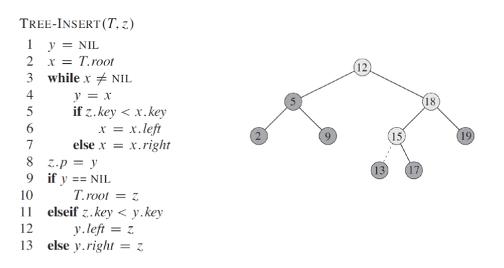 TREE-INSERT(T, z)
1 y = NIL
2 x = T.root
3 while x ≠ NIL
4 y = x
5 if z.key < x.key
6 x = x.left
7 else x = x.right
8 z.p = y
9 if y == NIL
10 T.root = z
11 elseif z.key < y.key
12 y.left = z
13 else y.right = z
12
5 18
2 9 15 19
13 17